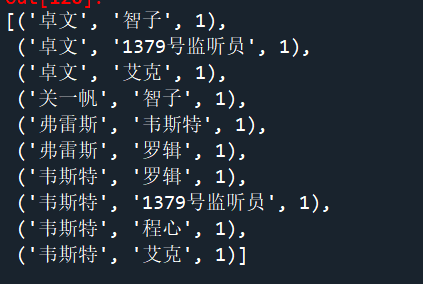 [('卓文', '智子', 1),
('卓文', '1379号监听员', 1),
('卓文', '艾克', 1),
('关一帆', '智子', 1),
('弗雷斯', '韦斯特', 1),
('弗雷斯', '罗辑', 1),
('韦斯特', '罗辑', 1),
('韦斯特', '1379号监听员', 1),
('韦斯特', '程心', 1),
('韦斯特', '艾克', 1)]